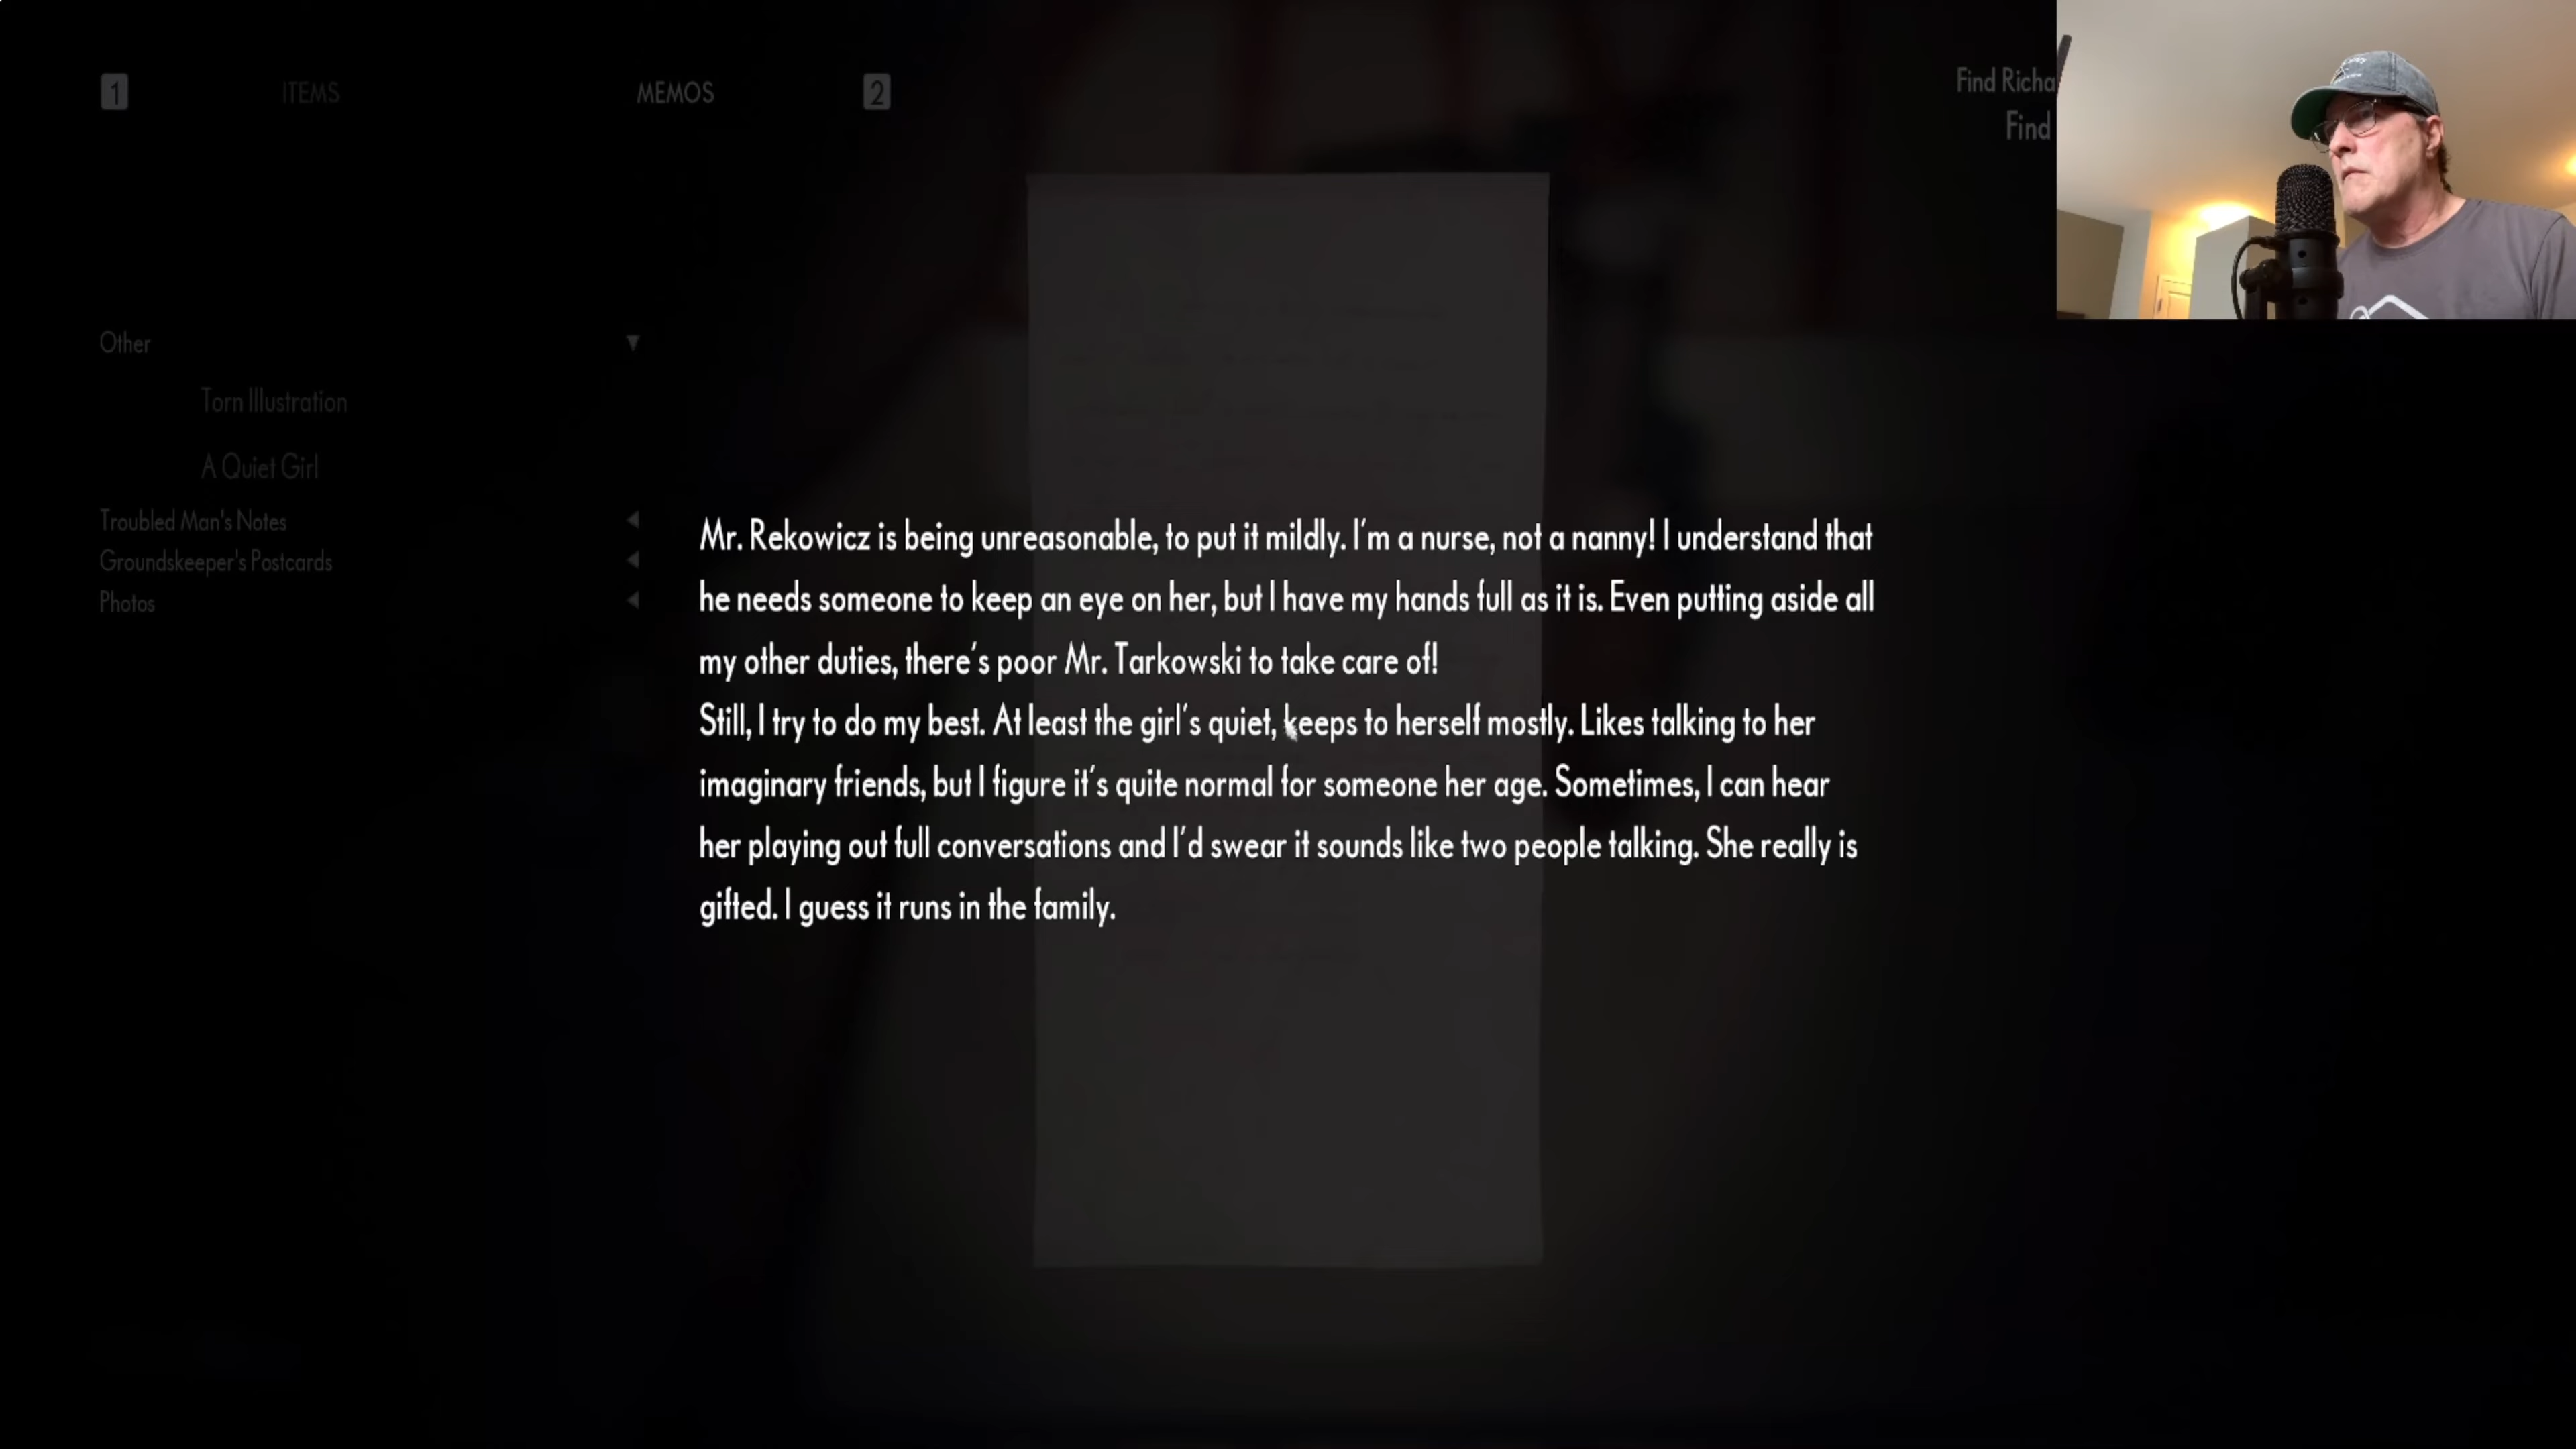 1
ITEMS
MEMOS
2
Find Richa
Find
Other
Torn Illustration
A Quiet Girl
Troubled Man's Notes
Groundskeeper's Postcards
Photos
Mr. Rekowicz is being unreasonable, to put it mildly. I'm a nurse, not a nanny! I understand that
he needs someone to keep an eye on her, but I have my hands full as it is. Even putting aside all
my other duties, there's poor Mr. Tarkowski to take care of!
Still, I try to do my best. At least the girl's quiet, keeps to herself mostly. Likes talking to her
imaginary friends, but I figure it's quite normal for someone her age. Sometimes, I can hear
her playing out full conversations and I'd swear it sounds like two people talking. She really is
gifted. I guess it runs in the family.